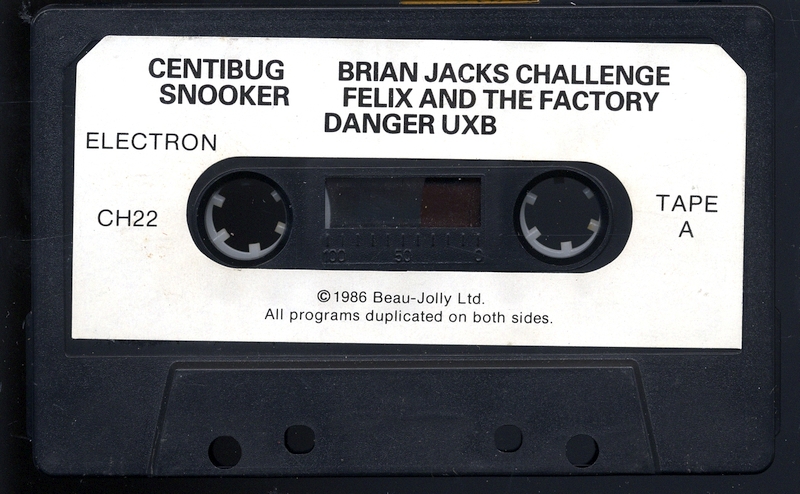 CENTIBUG BRIAN JACKS CHALLENGE
SNOOKER FELIX AND THE FACTORY
DANGER UXB
ELECTRON
CH22
TAPE
A
100 50 0
©1986 Beau-Jolly Ltd.
All programs duplicated on both sides.